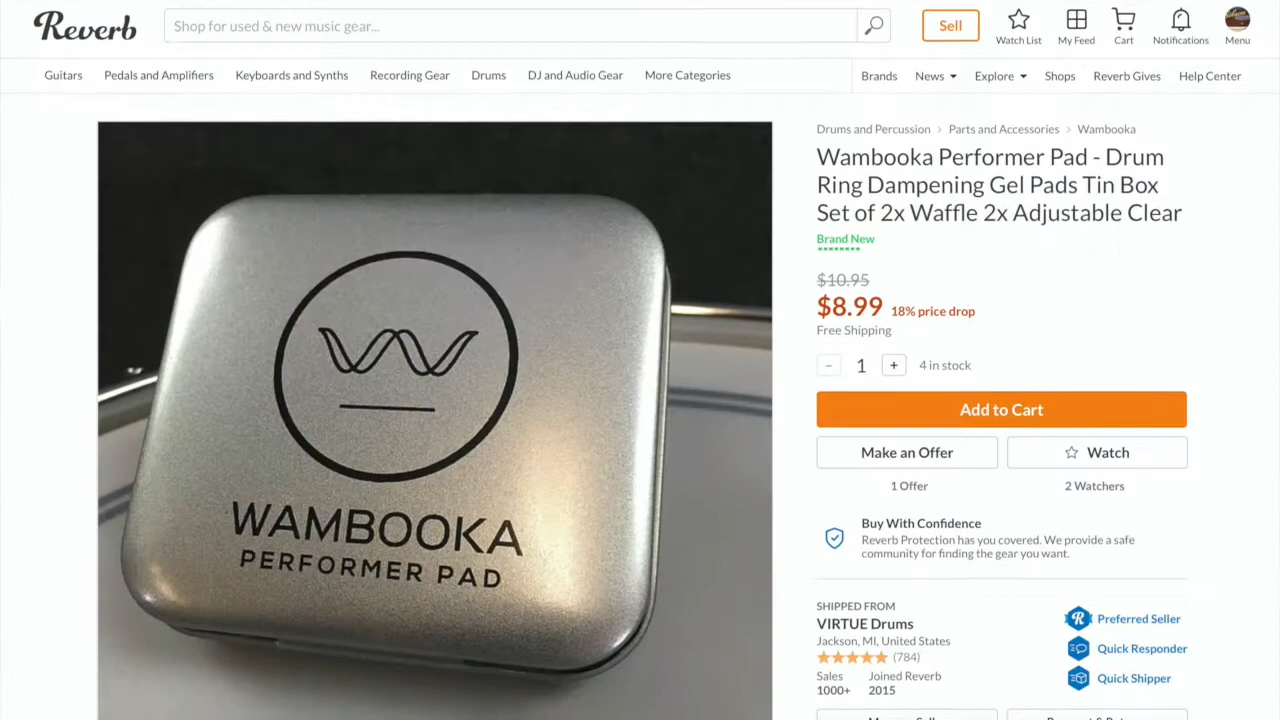 Reverb
Shop for used & new music gear...
Sell
Watch List
My Feed
Cart
Notifications
Menu
Guitars
Pedals and Amplifiers
Keyboards and Synths
Recording Gear
Drums
DJ and Audio Gear
More Categories
Brands
News
Explore
Shops
Reverb Gives
Help Center
WAMBOOKA
PERFORMER PAD
Drums and Percussion > Parts and Accessories > Wambooka
Wambooka Performer Pad - Drum
Ring Dampening Gel Pads Tin Box
Set of 2x Waffle 2x Adjustable Clear
Brand New
$10.95
$8.99 18% price drop
Free Shipping
- 1 + 4 in stock
Add to Cart
Make an Offer
Watch
1 Offer
2 Watchers
Buy With Confidence
Reverb Protection has you covered. We provide a safe
community for finding the gear you want.
SHIPPED FROM
VIRTUE Drums
Jackson, MI, United States
(784)
Sales
1000+
Joined Reverb
2015
Preferred Seller
Quick Responder
Quick Shipper